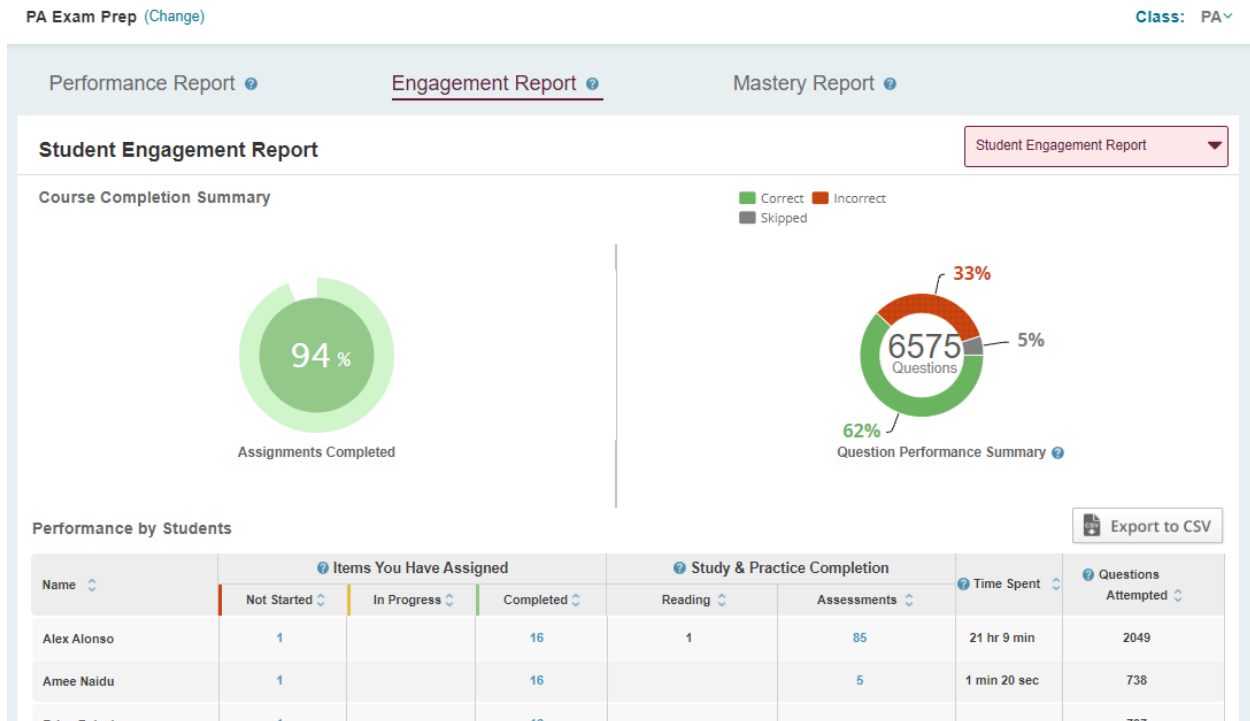 PA Exam Prep (Change)
Class: PA
Performance Report
Engagement Report
Mastery Report
Student Engagement Report
Student Engagement Report
Course Completion Summary
Correct
Incorrect
Skipped
94 %
Assignments Completed
33%
6575
Questions
5%
62%
Question Performance Summary
Performance by Students
Export to CSV
Name
Items You Have Assigned
Study & Practice Completion
Time Spent
Questions
Attempted
Not Started
In Progress
Completed
Reading
Assessments
Alex Alonso 1 16 1 85 21 hr 9 min 2049
Amee Naidu 1 16 5 1 min 20 sec 738